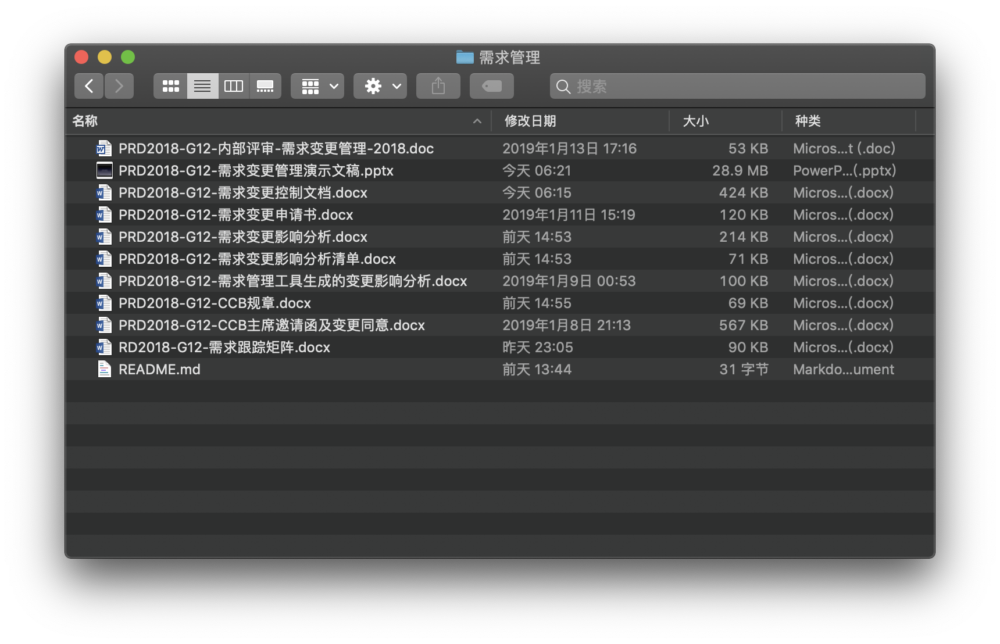 需求管理
搜索
名称 修改日期 大小 种类
PRD2018-G12-内部评审-需求变更管理-2018.doc 2019年1月13日 17:16 53 KB Micros...t (.doc)
PRD2018-G12-需求变更管理演示文稿.pptx 今天 06:21 28.9 MB PowerP...(.pptx)
PRD2018-G12-需求变更控制文档.docx 今天 06:15 424 KB Micros...(.docx)
PRD2018-G12-需求变更申请书.docx 2019年1月11日 15:19 120 KB Micros...(.docx)
PRD2018-G12-需求变更影响分析.docx 前天 14:53 214 KB Micros...(.docx)
PRD2018-G12-需求变更影响分析清单.docx 前天 14:53 71 KB Micros...(.docx)
PRD2018-G12-需求管理工具生成的变更影响分析.docx 2019年1月9日 00:53 100 KB Micros...(.docx)
PRD2018-G12-CCB规章.docx 前天 14:55 69 KB Micros...(.docx)
PRD2018-G12-CCB主席邀请函及变更同意.docx 2019年1月8日 21:13 567 KB Micros...(.docx)
RD2018-G12-需求跟踪矩阵.docx 昨天 23:05 90 KB Micros...(.docx)
README.md 前天 13:44 31 字节 Markdo...ument